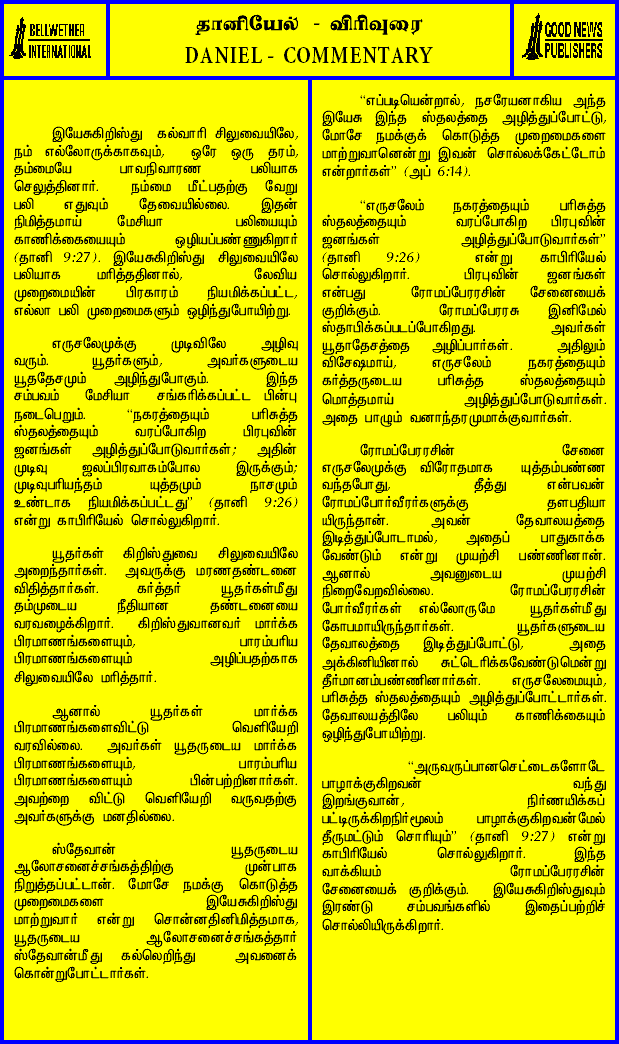 BELLWETHER
INTERNATIONAL
தானியேல் - விரிவுரை
DANIEL - COMMENTARY
GOOD NEWS
PUBLISHERS
இயேசுகிறிஸ்து கல்வாரி சிலுவையிலே,
நம் எல்லோருக்காகவும், ஒரே ஒரு தரம்,
தம்மையே பாவநிவாரண பலியாக
செலுத்தினார். நம்மை மீட்பதற்கு வேறு
பலி எதுவும் தேவையில்லை. இதன்
நிமித்தமாய் மேசியா பலியையும்
காணிக்கையையும் ஒழியப்பண்ணுகிறார்
(தானி 9:27). இயேசுகிறிஸ்து சிலுவையிலே
பலியாக மரித்ததினால், லேவிய
முறைமையின் பிரகாரம் நியமிக்கப்பட்ட,
எல்லா பலி முறைமைகளும் ஒழிந்துபோயிற்று.
எருசலேமுக்கு முடிவிலே அழிவு
வரும். யூதர்களும், அவர்களுடைய
யூததேசமும் அழிந்துபோகும். இந்த
சம்பவம் மேசியா சங்கரிக்கப்பட்ட பின்பு
நடைபெறும். “நகரத்தையும் பரிசுத்த
ஸ்தலத்தையும் வரப்போகிற பிரபுவின்
ஜனங்கள் அழித்துப்போடுவார்கள்; அதின்
முடிவு ஜலப்பிரவாகம்போல இருக்கும்;
முடிவுபரியந்தம் யுத்தமும் நாசமும்
உண்டாக நியமிக்கப்பட்டது” (தானி 9:26)
என்று காபிரியேல் சொல்லுகிறார்.
யூதர்கள் கிறிஸ்துவை சிலுவையிலே
அறைந்தார்கள். அவருக்கு மரணதண்டனை
விதித்தார்கள். கர்த்தர் யூதர்கள்மீது
தம்முடைய நீதியான தண்டனையை
வரவழைக்கிறார். கிறிஸ்துவானவர் மார்க்க
பிரமாணங்களையும், பாரம்பரிய
பிரமாணங்களையும் அழிப்பதற்காக
சிலுவையிலே மரித்தார்.
ஆனால் யூதர்கள் மார்க்க
பிரமாணங்களைவிட்டு வெளியேறி
வரவில்லை. அவர்கள் யூதருடைய மார்க்க
பிரமாணங்களையும், பாரம்பரிய
பிரமாணங்களையும் பின்பற்றினார்கள்.
அவற்றை விட்டு வெளியேறி வருவதற்கு
அவர்களுக்கு மனதில்லை.
ஸ்தேவான் யூதருடைய
ஆலோசனைச்சங்கத்திற்கு முன்பாக
நிறுத்தப்பட்டான். மோசே நமக்கு கொடுத்த
முறைமைகளை இயேசுகிறிஸ்து
மாற்றுவார் என்று சொன்னதினிமித்தமாக,
யூதருடைய ஆலோசனைச்சங்கத்தார்
ஸ்தேவான்மீது கல்லெறிந்து அவனைக்
கொன்றுபோட்டார்கள்.
“எப்படியென்றால், நசரேயனாகிய அந்த
இயேசு இந்த ஸ்தலத்தை அழித்துப்போட்டு,
மோசே நமக்குக் கொடுத்த முறைமைகளை
மாற்றுவானென்று இவன் சொல்லக்கேட்டோம்
என்றார்கள்” (அப் 6:14).
“எருசலேம் நகரத்தையும் பரிசுத்த
ஸ்தலத்தையும் வரப்போகிற பிரபுவின்
ஜனங்கள் அழித்துப்போடுவார்கள்”
(தானி 9:26) என்று காபிரியேல்
சொல்லுகிறார். பிரபுவின் ஜனங்கள்
என்பது ரோமப்பேரரசின் சேனையைக்
குறிக்கும். ரோமப்பேரரசு இனிமேல்
ஸ்தாபிக்கப்படப்போகிறது. அவர்கள்
யூதாதேசத்தை அழிப்பார்கள். அதிலும்
விசேஷமாய், எருசலேம் நகரத்தையும்
கர்த்தருடைய பரிசுத்த ஸ்தலத்தையும்
மொத்தமாய் அழித்துப்போடுவார்கள்.
அதை பாழும் வனாந்தரமுமாக்குவார்கள்.
ரோமப்பேரரசின் சேனை
எருசலேமுக்கு விரோதமாக யுத்தம்பண்ண
வந்தபோது, தீத்து என்பவன்
ரோமப்போர்வீரர்களுக்கு தளபதியா
யிருந்தான். அவன் தேவாலயத்தை
இடித்துப்போடாமல், அதைப் பாதுகாக்க
வேண்டும் என்று முயற்சி பண்ணினான்.
ஆனால் அவனுடைய முயற்சி
நிறைவேறவில்லை. ரோமப்பேரரசின்
போர்வீரர்கள் எல்லோருமே யூதர்கள்மீது
கோபமாயிருந்தார்கள். யூதர்களுடைய
தேவாலத்தை இடித்துப்போட்டு, அதை
அக்கினியினால் சுட்டெரிக்கவேண்டுமென்று
தீர்மானம்பண்ணினார்கள். எருசலேமையும்,
பரிசுத்த ஸ்தலத்தையும் அழித்துப்போட்டார்கள்.
தேவாலயத்திலே பலியும் காணிக்கையும்
ஒழிந்துபோயிற்று.
“அருவருப்பானசெட்டைகளோடே
பாழாக்குகிறவன் வந்து
இறங்குவான், நிர்ணயிக்கப்
பட்டிருக்கிறநிர்மூலம் பாழாக்குகிறவன்மேல்
தீருமட்டும் சொரியும்” (தானி 9:27) என்று
காபிரியேல் சொல்லுகிறார். இந்த
வாக்கியம் ரோமப்பேரரசின்
சேனையைக் குறிக்கும். இயேசுகிறிஸ்துவும்
இரண்டு சம்பவங்களில் இதைப்பற்றிச்
சொல்லியிருக்கிறார்.